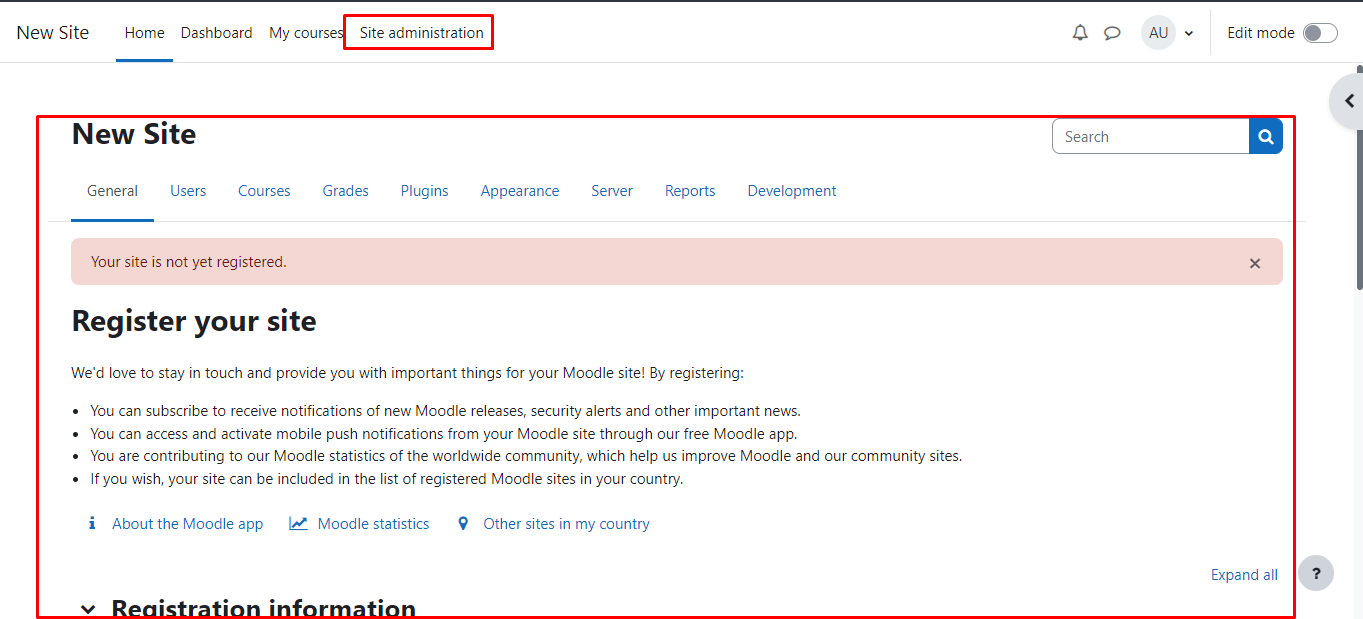 New Site Home Dashboard My courses Site administration AU Edit mode
New Site Search
General Users Courses Grades Plugins Appearance Server Reports Development
Your site is not yet registered. ×
Register your site
We'd love to stay in touch and provide you with important things for your Moodle site! By registering:
• You can subscribe to receive notifications of new Moodle releases, security alerts and other important news.
• You can access and activate mobile push notifications from your Moodle site through our free Moodle app.
• You are contributing to our Moodle statistics of the worldwide community, which help us improve Moodle and our community sites.
• If you wish, your site can be included in the list of registered Moodle sites in your country.
About the Moodle app Moodle statistics Other sites in my country
Expand all ?
Registration information